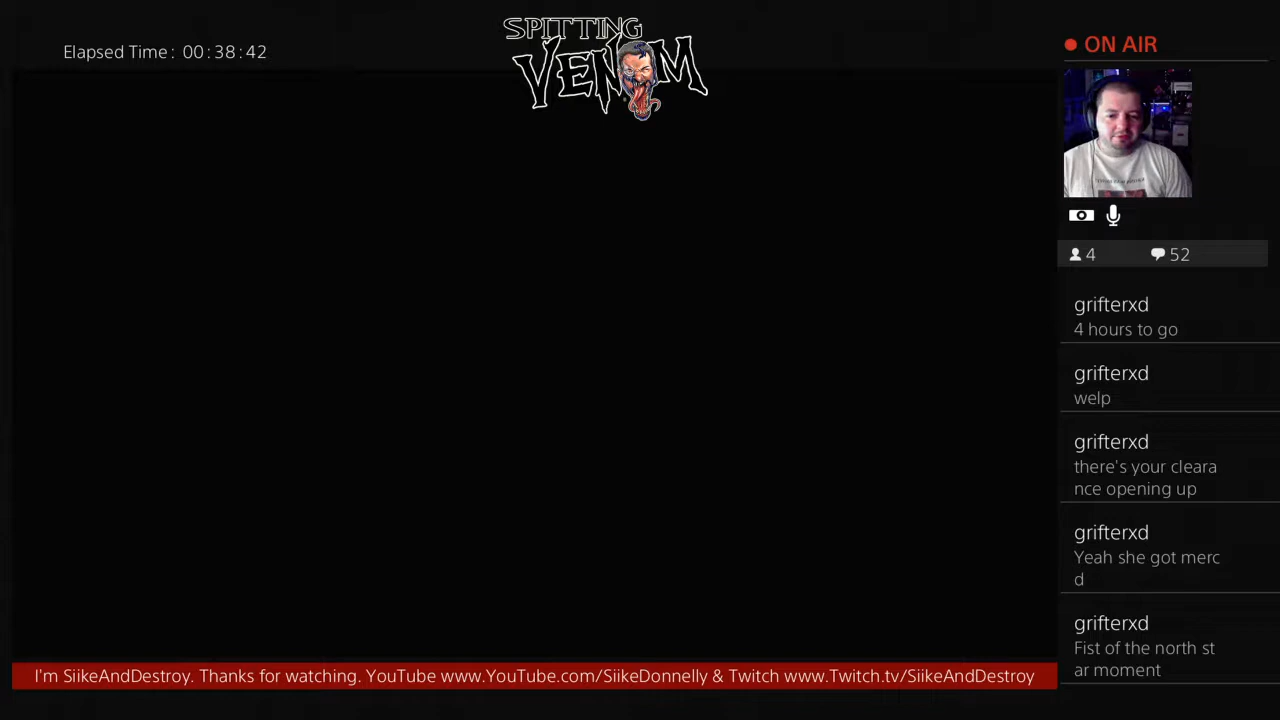 Elapsed Time: 00:38:42
SPITTING
VENOM
ON AIR
4
52
grifterxd
4 hours to go
grifterxd
welp
grifterxd
there's your cleara
nce opening up
grifterxd
Yeah she got merc
d
grifterxd
Fist of the north st
ar moment
I'm SiikeAndDestroy. Thanks for watching. YouTube www.YouTube.com/SiikeDonnelly & Twitch www.Twitch.tv/SiikeAndDestroy